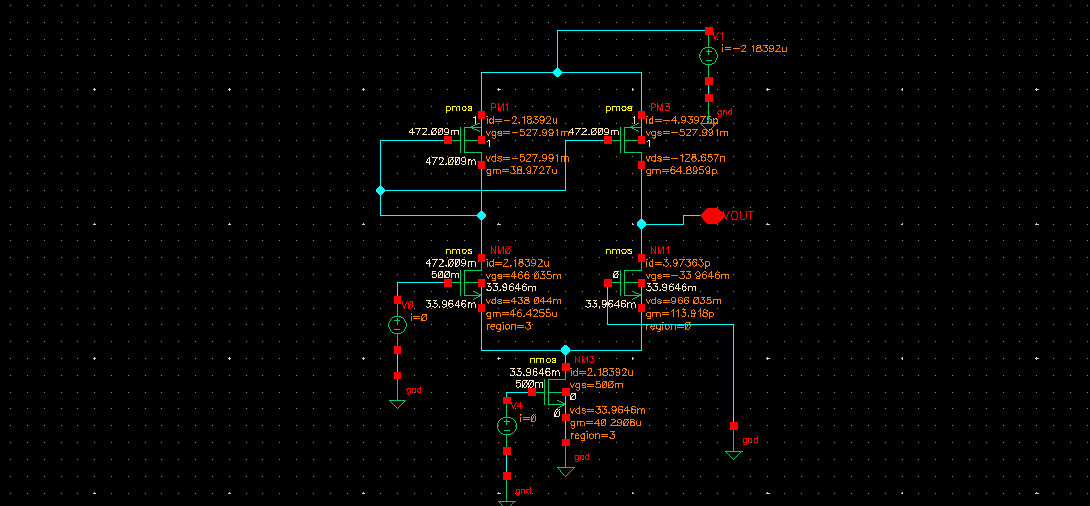 V1
i=-2.18392u
gnd
pmos
PM1
1
id=-2.18392u
472.009m
vgs=-527.991m
1
472.009m
vds=-527.991m
gm=38.9727u
pmos
PM3
1
id=-4.93975p
472.009m
vgs=-527.991m
1
vds=-128.657n
gm=64.8959p
VOUT
nmos
NM0
472.009m
id=2.18392u
500m
vgs=466.035m
33.9646m
33.9646m
vds=438.044m
gm=46.4255u
region=3
nmos
NM1
id=3.97363p
0
vgs=-33.9646m
33.9646m
33.9646m
vds=966.035m
gm=113.918p
region=0
V0
i=0
gnd
nmos
NM3
33.9646m
id=2.18392u
500m
vgs=500m
0
0
vds=33.9646m
gm=40.2908u
region=3
V4
i=0
gnd
gnd
gnd